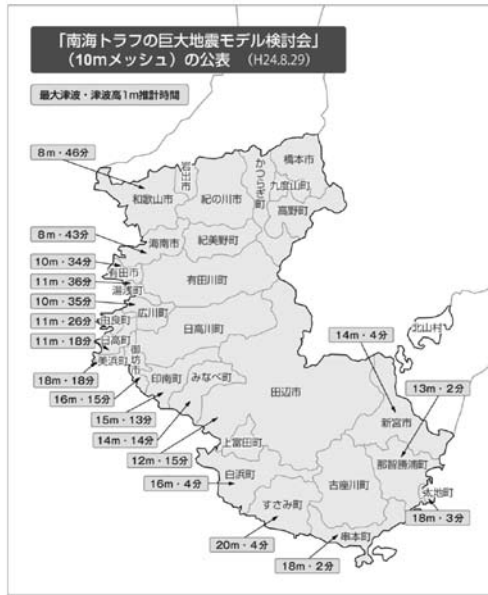 「南海トラフの巨大地震モデル検討会」
（10mメッシュ）の公表 （H24.8.29）
最大津波・津波高1m推計時間
8m・46分
橋本市
かつらぎ町
岩出市
九度山町
和歌山市
紀の川市
高野町
8m・43分
海南市
紀美野町
10m・34分
有田市
11m・36分
有田川町
湯浅町
10m・35分
広川町
11m・26分
由良町
日高川町
14m・4分
北山村
11m・18分
日高町
御坊市
美浜町
18m・18分
印南町
みなべ町
13m・2分
16m・15分
田辺市
15m・13分
新宮市
14m・14分
上富田町
那智勝浦町
12m・15分
白浜町
古座川町
太地町
16m・4分
すさみ町
18m・3分
串本町
20m・4分
18m・2分